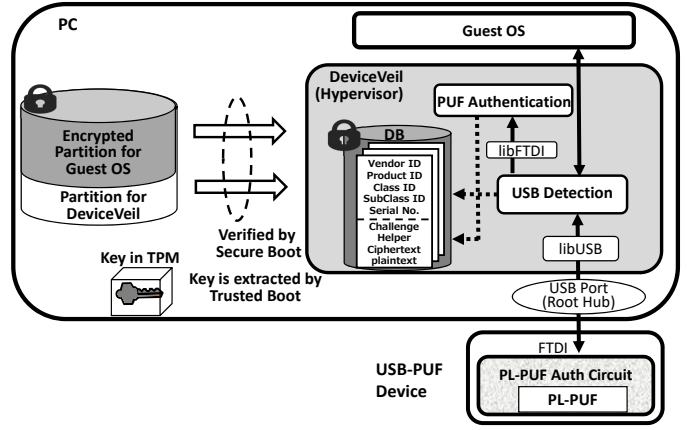 PC
Guest OS
DeviceVeil
(Hypervisor)
PUF Authentication
DB
libFTDI
Encrypted
Partition for
Guest OS
Partition for
DeviceVeil
Vendor ID
Product ID
Class ID
SubClass ID
Serial No.
Challenge
Helper
Ciphertext
plaintext
USB Detection
Verified by
Secure Boot
libUSB
Key in TPM
Key is extracted by
Trusted Boot
USB Port
(Root Hub)
USB-PUF
Device
FTDI
PL-PUF Auth Circuit
PL-PUF